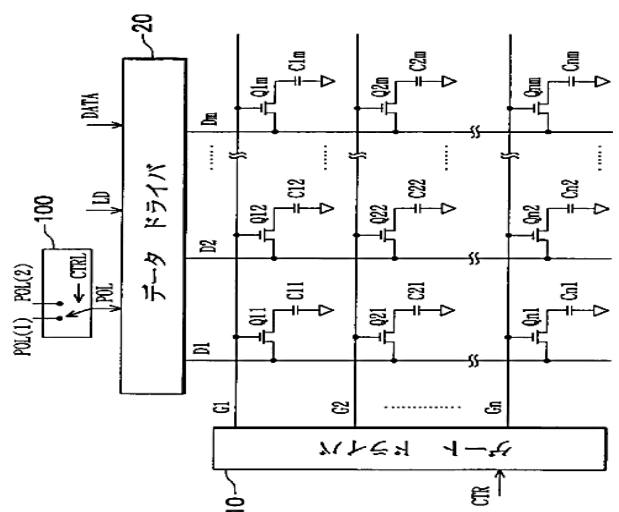 100
POL(1)
POL(2)
CTRL
POL
LD
DATA
20
データ ドライバ
D1
D2
Dm
G1
Q11
C11
Q12
C12
Q1m
C1m
G2
Q21
C21
Q22
C22
Q2m
C2m
Gn
Qn1
Cn1
Qn2
Cn2
Qnm
Cnm
ゲート ドライバ
10
CTR